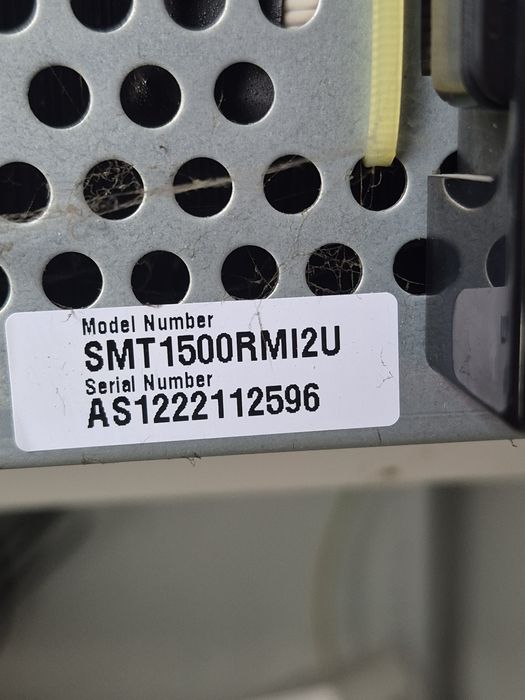 Model Number
SMT1500RMI2U
Serial Number
AS1222112596